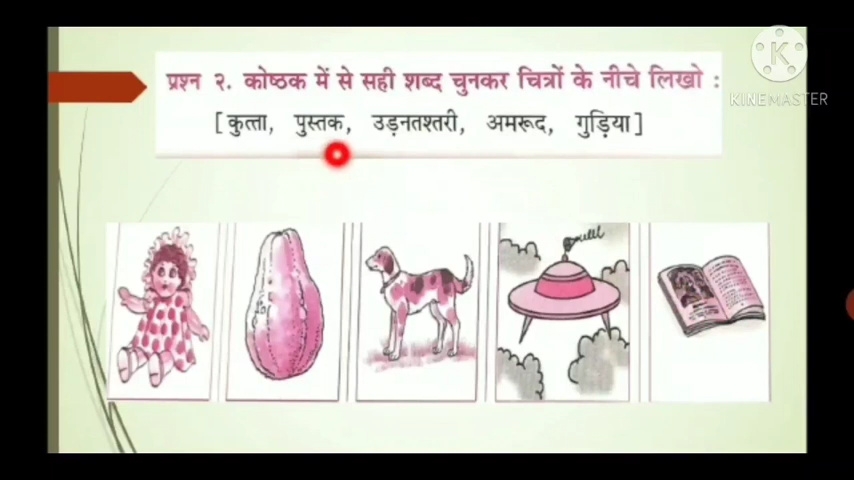 प्रश्न २. कोष्ठक में से सही शब्द चुनकर चित्रों के नीचे लिखो :
[कुत्ता, पुस्तक, उड़नतश्तरी, अमरूद, गुड़िया]
KINEMASTER